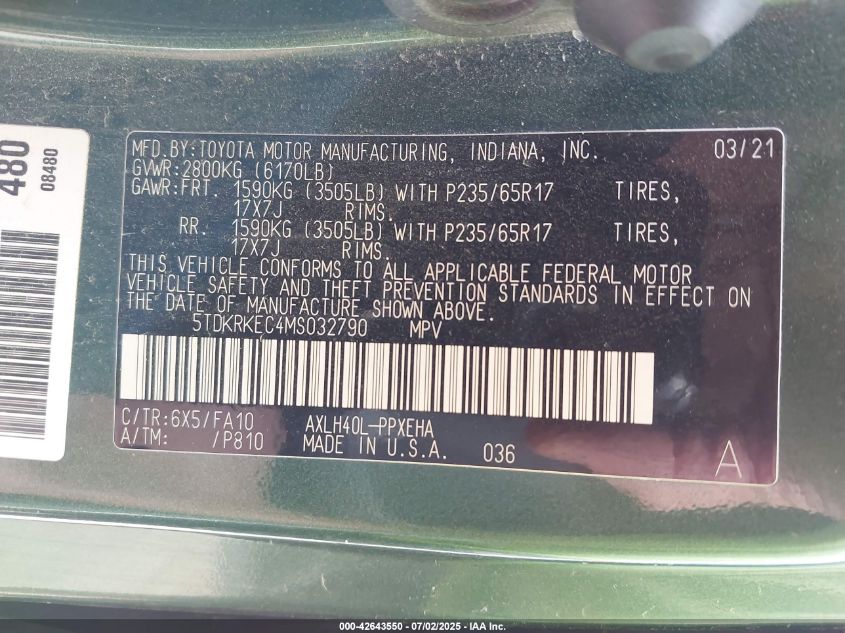 480
08480
MFD.BY:TOYOTA MOTOR MANUFACTURING, INDIANA, INC. 03/21
GVWR:2800KG (6170LB)
GAWR:FRT. 1590KG (3505LB) WITH P235/65R17 TIRES,
17X7J RIMS.
RR. 1590KG (3505LB) WITH P235/65R17 TIRES,
17X7J RIMS.
THIS VEHICLE CONFORMS TO ALL APPLICABLE FEDERAL MOTOR
VEHICLE SAFETY AND THEFT PREVENTION STANDARDS IN EFFECT ON
THE DATE OF MANUFACTURE SHOWN ABOVE.
5TDKRKEC4MS032790 MPV
C/TR:6X5/FA10 AXLH40L-PPXEHA
A/TM: /P810 MADE IN U.S.A. 036 A
000-42643550 - 07/02/2025 - IAA Inc.